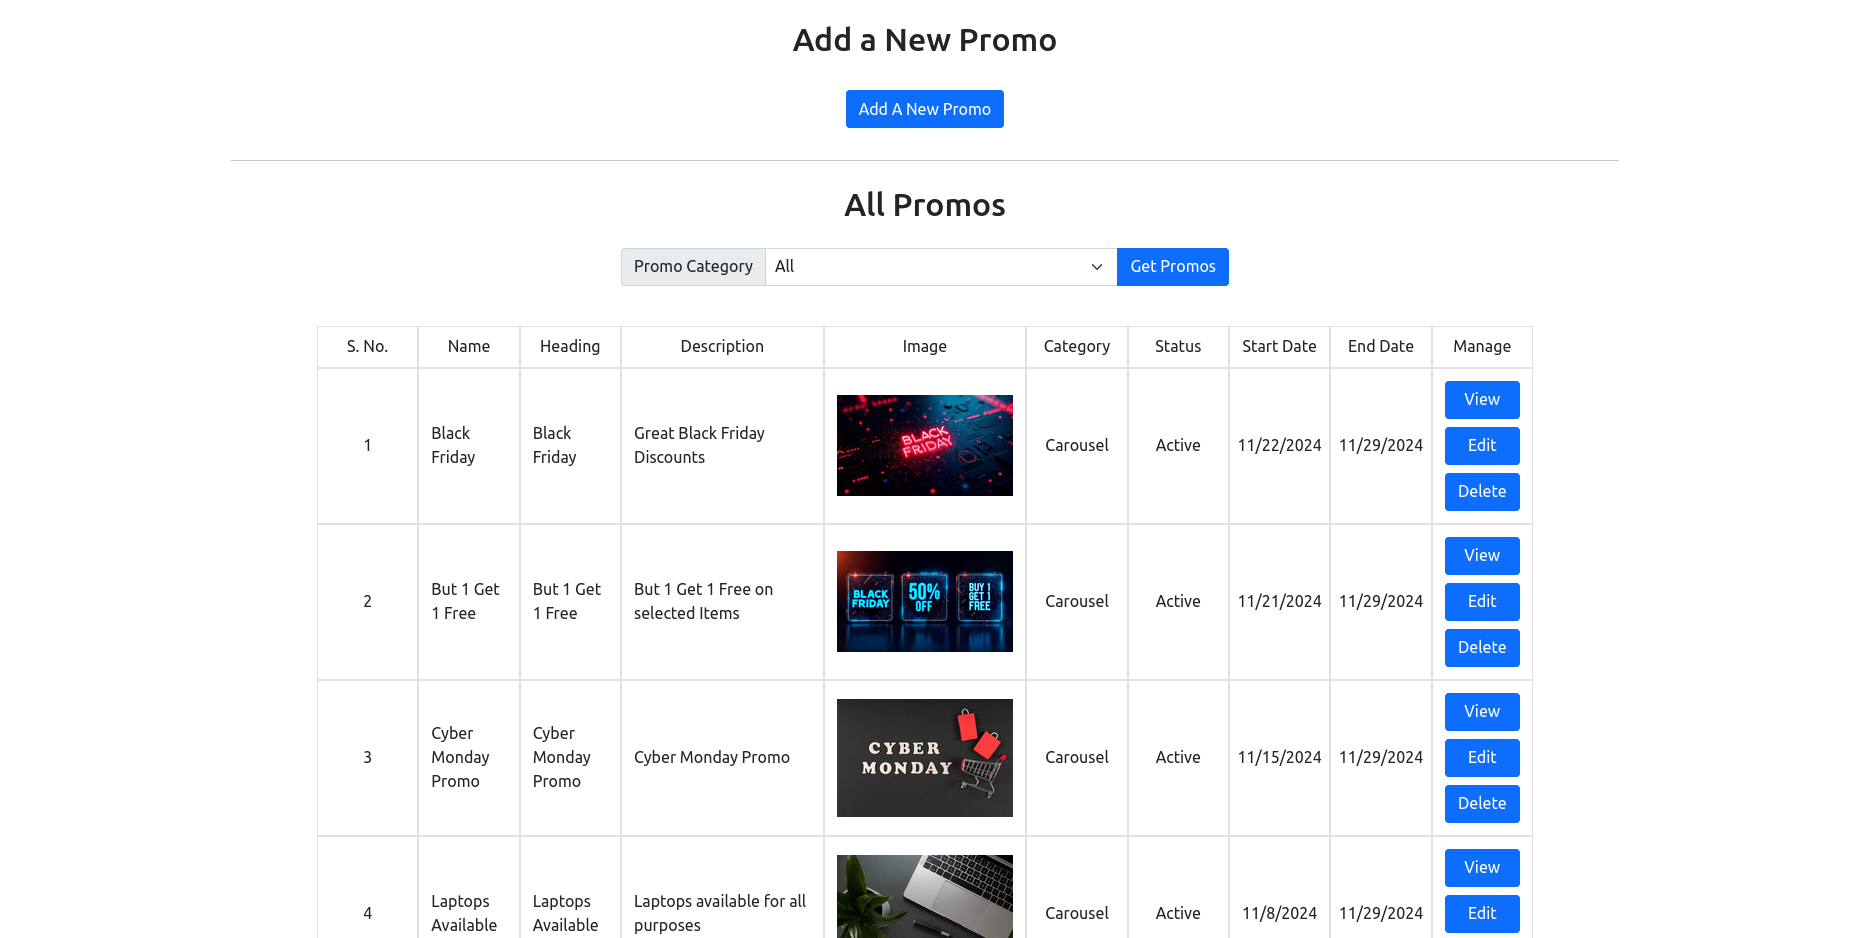 Add a New Promo
Add A New Promo
All Promos
Promo Category All Get Promos
S. No. Name Heading Description Image Category Status Start Date End Date Manage
1
Black
Friday
Black
Friday
Great Black Friday
Discounts
BLACK
FRIDAY
Carousel
Active
11/22/2024
11/29/2024
View
Edit
Delete
2
But 1 Get
1 Free
But 1 Get
1 Free
But 1 Get 1 Free on
selected Items
BLACK
FRIDAY
50%
OFF
BUY 1
GET 1
FREE
Carousel
Active
11/21/2024
11/29/2024
View
Edit
Delete
3
Cyber
Monday
Promo
Cyber
Monday
Promo
Cyber Monday Promo
CYBER
MONDAY
Carousel
Active
11/15/2024
11/29/2024
View
Edit
Delete
4
Laptops
Available
Laptops
Available
Laptops available for all
purposes
Carousel
Active
11/8/2024
11/29/2024
View
Edit